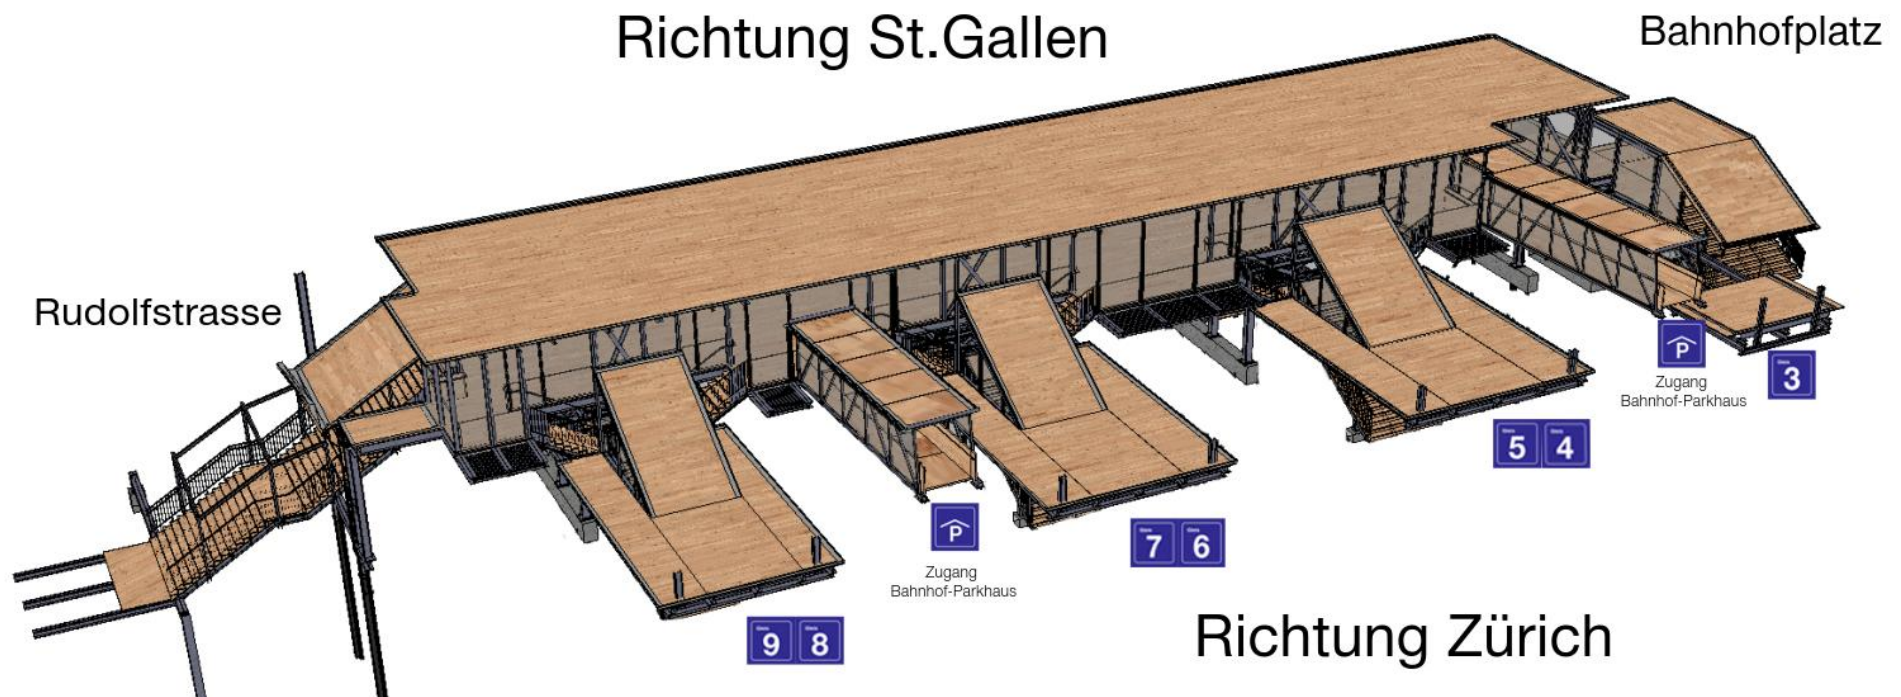 Richtung St.Gallen
Bahnhofplatz
Rudolfstrasse
P
Zugang
Bahnhof-Parkhaus
3
5 4
P
Zugang
Bahnhof-Parkhaus
7 6
9 8
Richtung Zürich